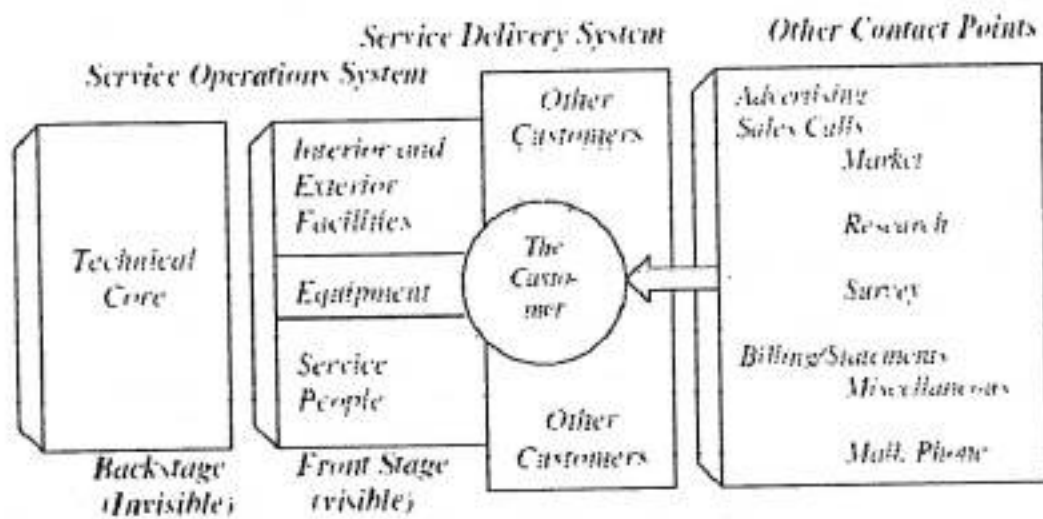 Service Delivery System
Other Contact Points
Service Operations System
Technical
Core
Backstage
(Invisible)
Interior and
Exterior
Facilities
Equipment
Service
People
Front Stage
(visible)
Other
Customers
The
Custo-
mer
Other
Customers
Advertising
Sales Calls
Market
Research
Survey
Billing/Statements
Miscellaneous
Mail, Phone